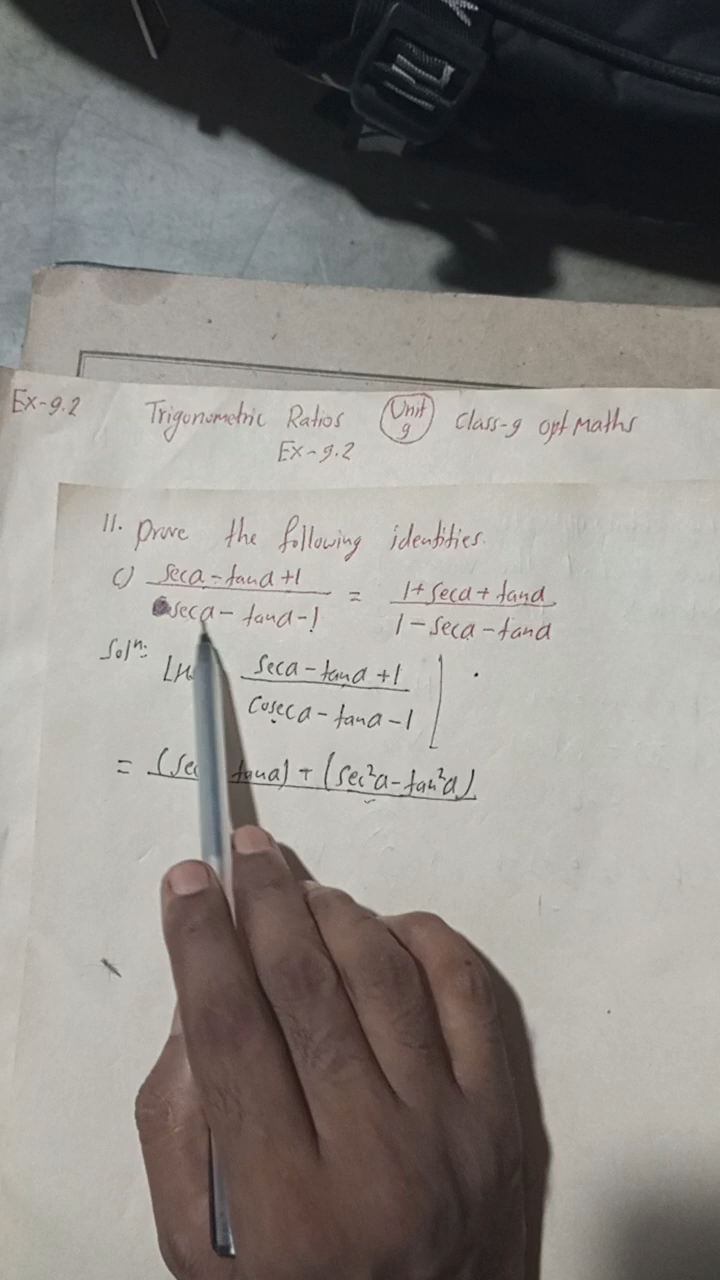 Ex-9.2 Trigonometric Ratios Unit 9 Class-9 opt Maths
Ex-9.2
11. Prove the following identities.
c) (seca - tana + 1)/(seca - tana - 1) = (1 + seca + tana)/(1 - seca - tana)
Solⁿ:
(seca - tana + 1)/(coseca - tana - 1)
= tana) + (sec²a - tan²a)